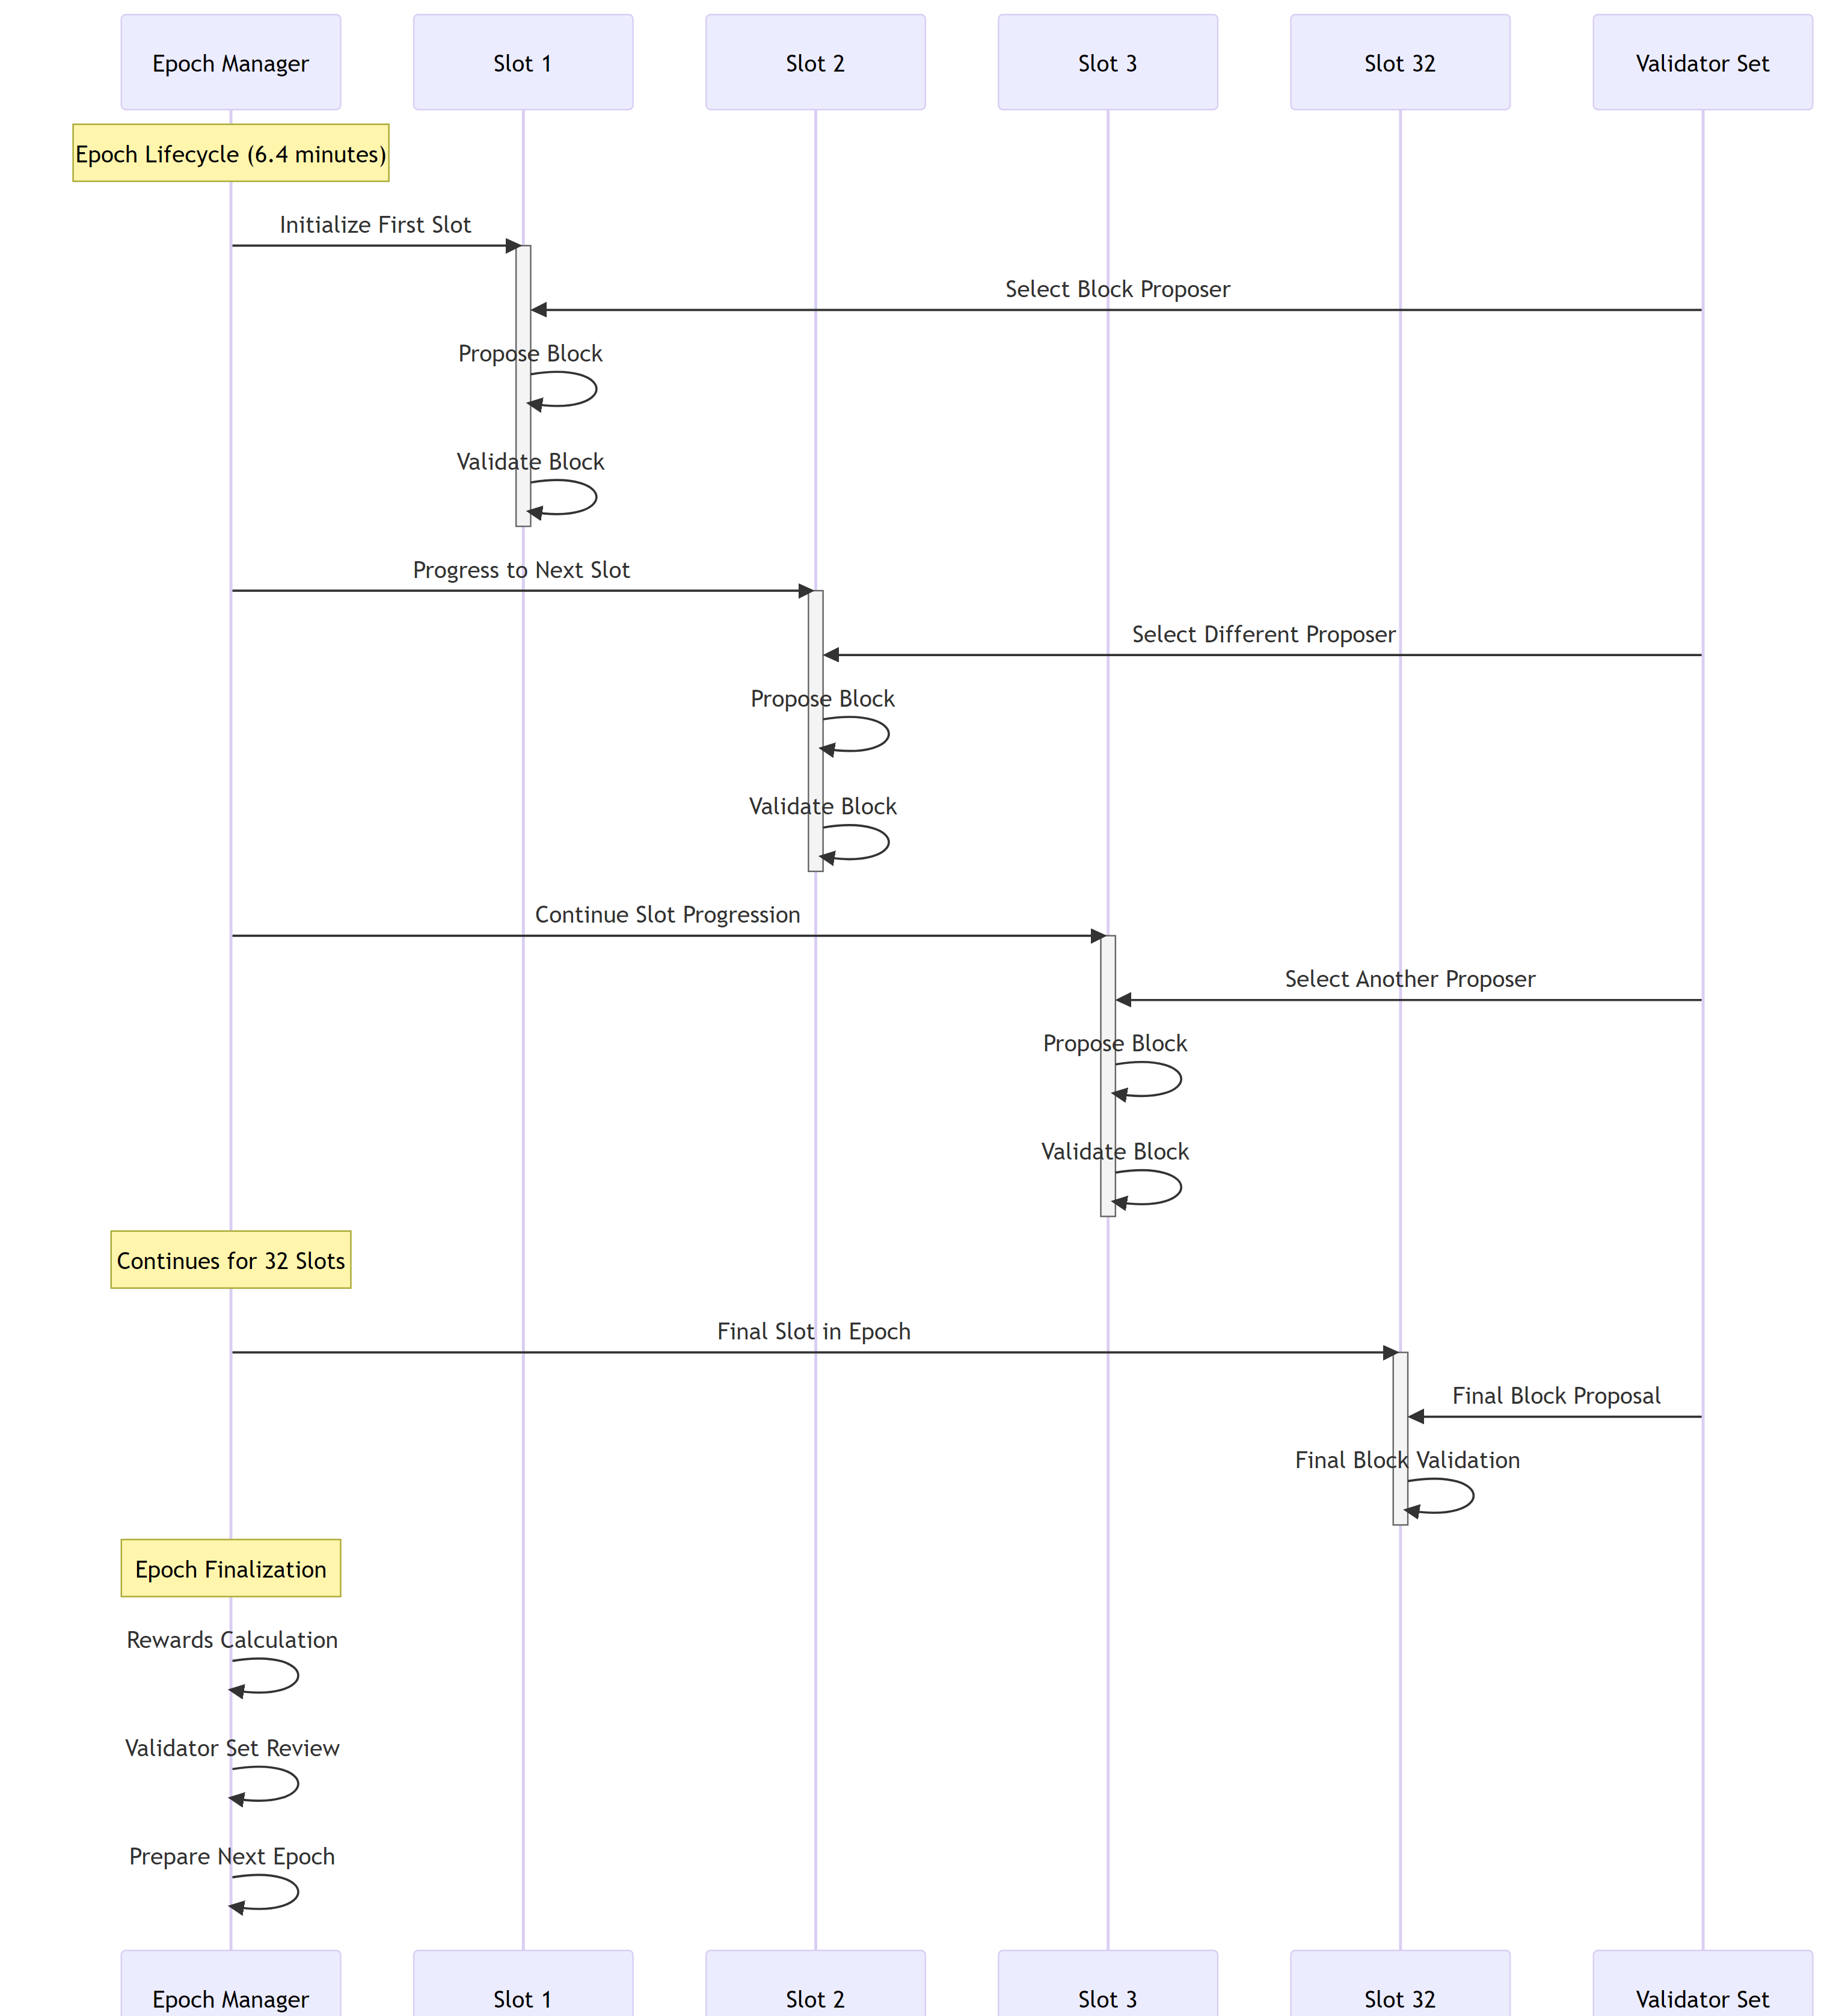 Epoch Manager
Slot 1
Slot 2
Slot 3
Slot 32
Validator Set
Epoch Lifecycle (6.4 minutes)
Initialize First Slot
Select Block Proposer
Propose Block
Validate Block
Progress to Next Slot
Select Different Proposer
Propose Block
Validate Block
Continue Slot Progression
Select Another Proposer
Propose Block
Validate Block
Continues for 32 Slots
Final Slot in Epoch
Final Block Proposal
Final Block Validation
Epoch Finalization
Rewards Calculation
Validator Set Review
Prepare Next Epoch
Epoch Manager
Slot 1
Slot 2
Slot 3
Slot 32
Validator Set